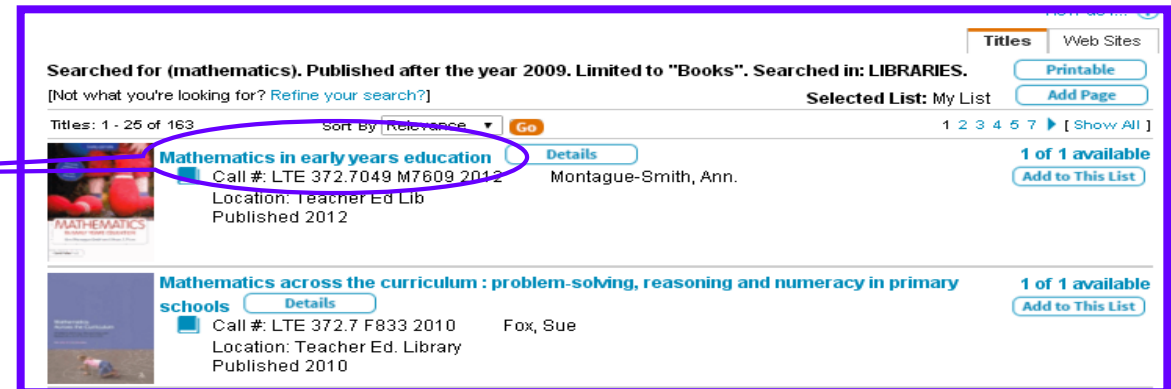 Titles Web Sites
Searched for (mathematics). Published after the year 2009. Limited to "Books". Searched in: LIBRARIES. Printable
[Not what you're looking for? Refine your search?] Selected List: My List Add Page
Titles: 1 - 25 of 163 Sort By Relevance Go 1 2 3 4 5 7 [ Show All ]
Mathematics in early years education Details 1 of 1 available
Call #: LTE 372.7049 M7609 2012 Montague-Smith, Ann. Add to This List
Location: Teacher Ed Lib
Published 2012
MATHEMATICS
Mathematics across the curriculum : problem-solving, reasoning and numeracy in primary 1 of 1 available
schools Details Add to This List
Call #: LTE 372.7 F833 2010 Fox, Sue
Location: Teacher Ed. Library
Published 2010